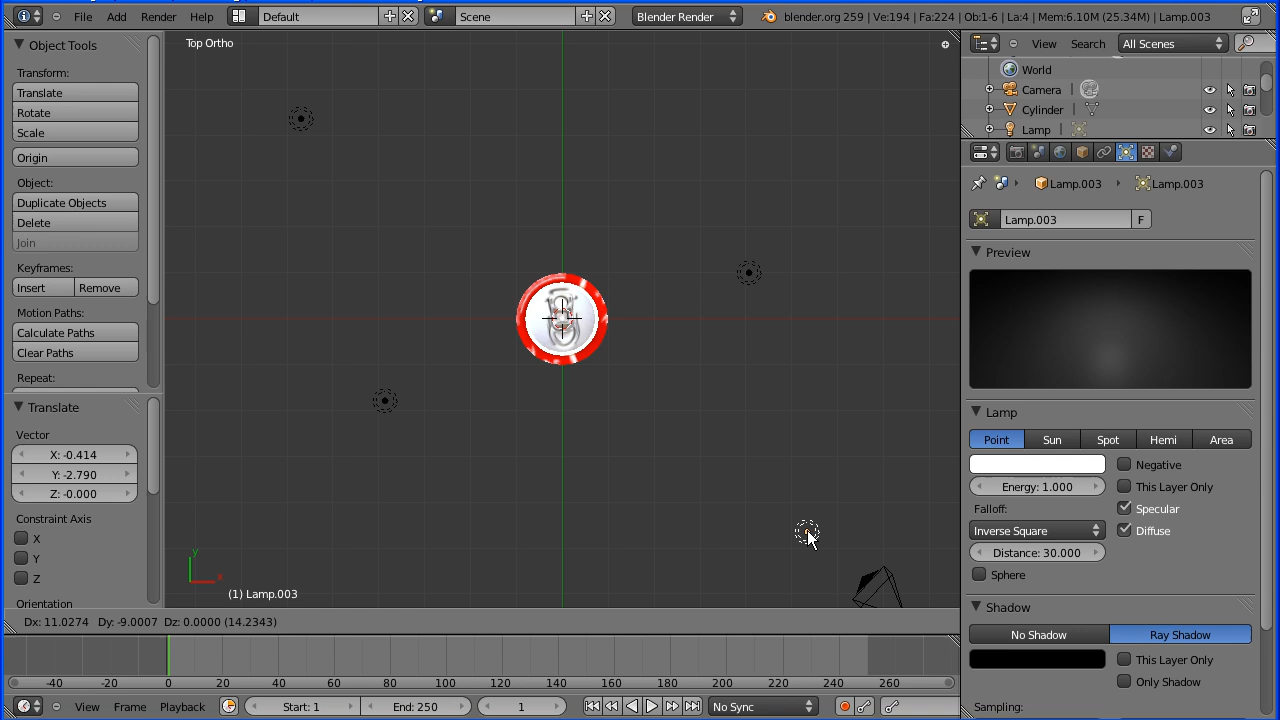 File Add Render Help Default Scene Blender Render blender.org 259 | Ve:194 | Fa:224 | Ob:1-6 | La:4 | Mem:6.10M (25.34M) | Lamp.003
Object Tools
Transform:
Translate
Rotate
Scale
Origin
Object:
Duplicate Objects
Delete
Join
Keyframes:
Insert Remove
Motion Paths:
Calculate Paths
Clear Paths
Repeat:
Translate
Vector
X: -0.414
Y: -2.790
Z: -0.000
Constraint Axis
X
Y
Z
Orientation
Top Ortho
y
x
(1) Lamp.003
Dx: 11.0274 Dy: -9.0007 Dz: 0.0000 (14.2343)
View Search All Scenes
World
Camera
Cylinder
Lamp
Lamp.003 Lamp.003
Lamp.003 F
Preview
Lamp
Point Sun Spot Hemi Area
Negative
Energy: 1.000 This Layer Only
Falloff: Specular
Inverse Square Diffuse
Distance: 30.000
Sphere
Shadow
No Shadow Ray Shadow
This Layer Only
Only Shadow
Sampling:
-40 -20 0 20 40 60 80 100 120 140 160 180 200 220 240 260
View Frame Playback Start: 1 End: 250 1 No Sync